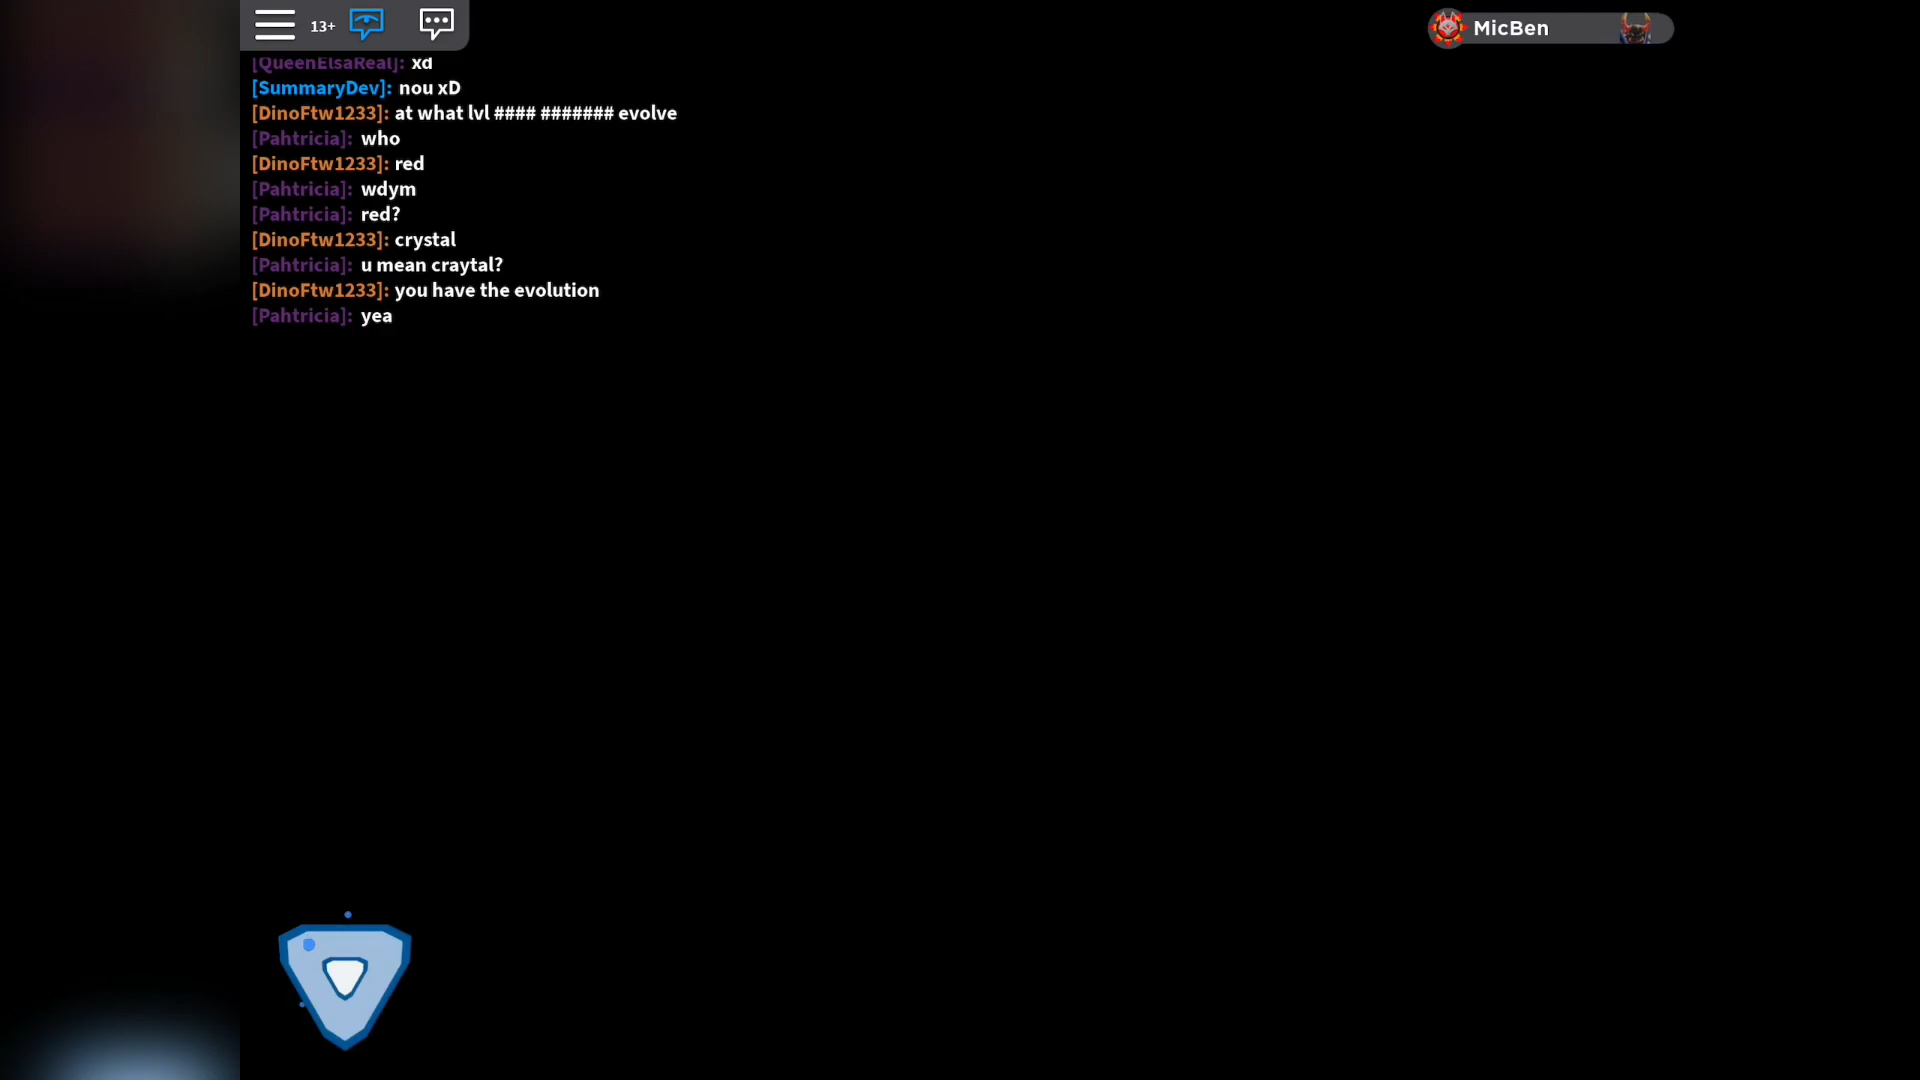 13+
MicBen
[QueenElsaReal]: xd
[SummaryDev]: nou xD
[DinoFtw1233]: at what lvl #### ####### evolve
[Pahtricia]: who
[DinoFtw1233]: red
[Pahtricia]: wdym
[Pahtricia]: red?
[DinoFtw1233]: crystal
[Pahtricia]: u mean craytal?
[DinoFtw1233]: you have the evolution
[Pahtricia]: yea